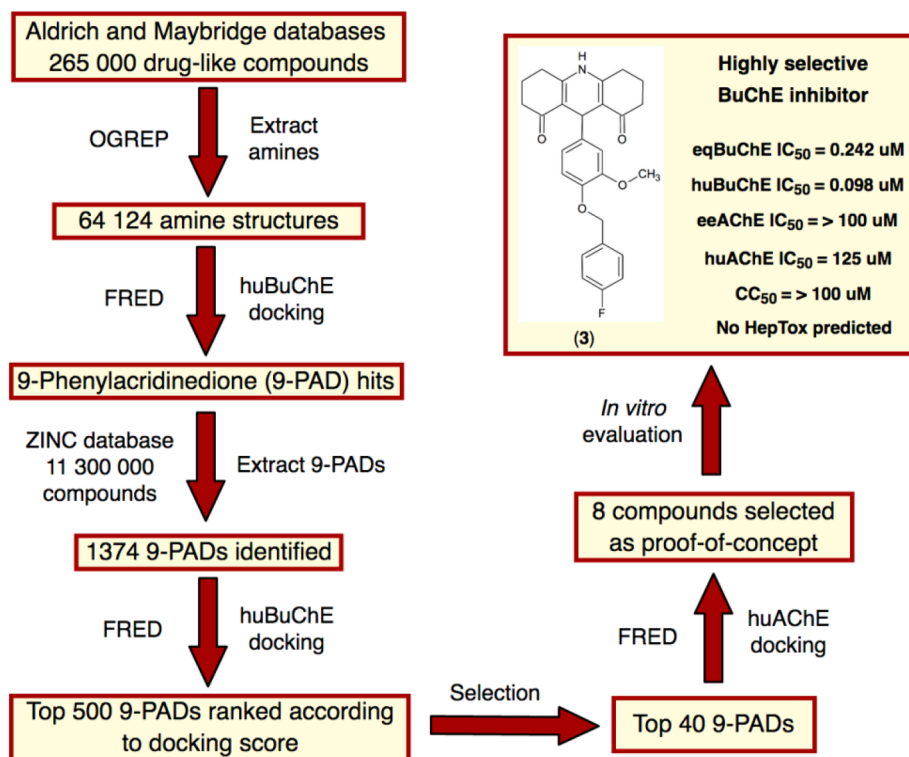 Aldrich and Maybridge databases
265 000 drug-like compounds
OGREP
Extract
amines
64 124 amine structures
FRED
huBuChE
docking
9-Phenylacridinedione (9-PAD) hits
ZINC database
11 300 000
compounds
Extract 9-PADs
1374 9-PADs identified
FRED
huBuChE
docking
Top 500 9-PADs ranked according
to docking score
Selection
Top 40 9-PADs
FRED
huAChE
docking
8 compounds selected
as proof-of-concept
In vitro
evaluation
H
N
O
O
O
CH3
O
F
(3)
Highly selective
BuChE inhibitor
eqBuChE IC50 = 0.242 uM
huBuChE IC50 = 0.098 uM
eeAChE IC50 = > 100 uM
huAChE IC50 = 125 uM
CC50 = > 100 uM
No HepTox predicted